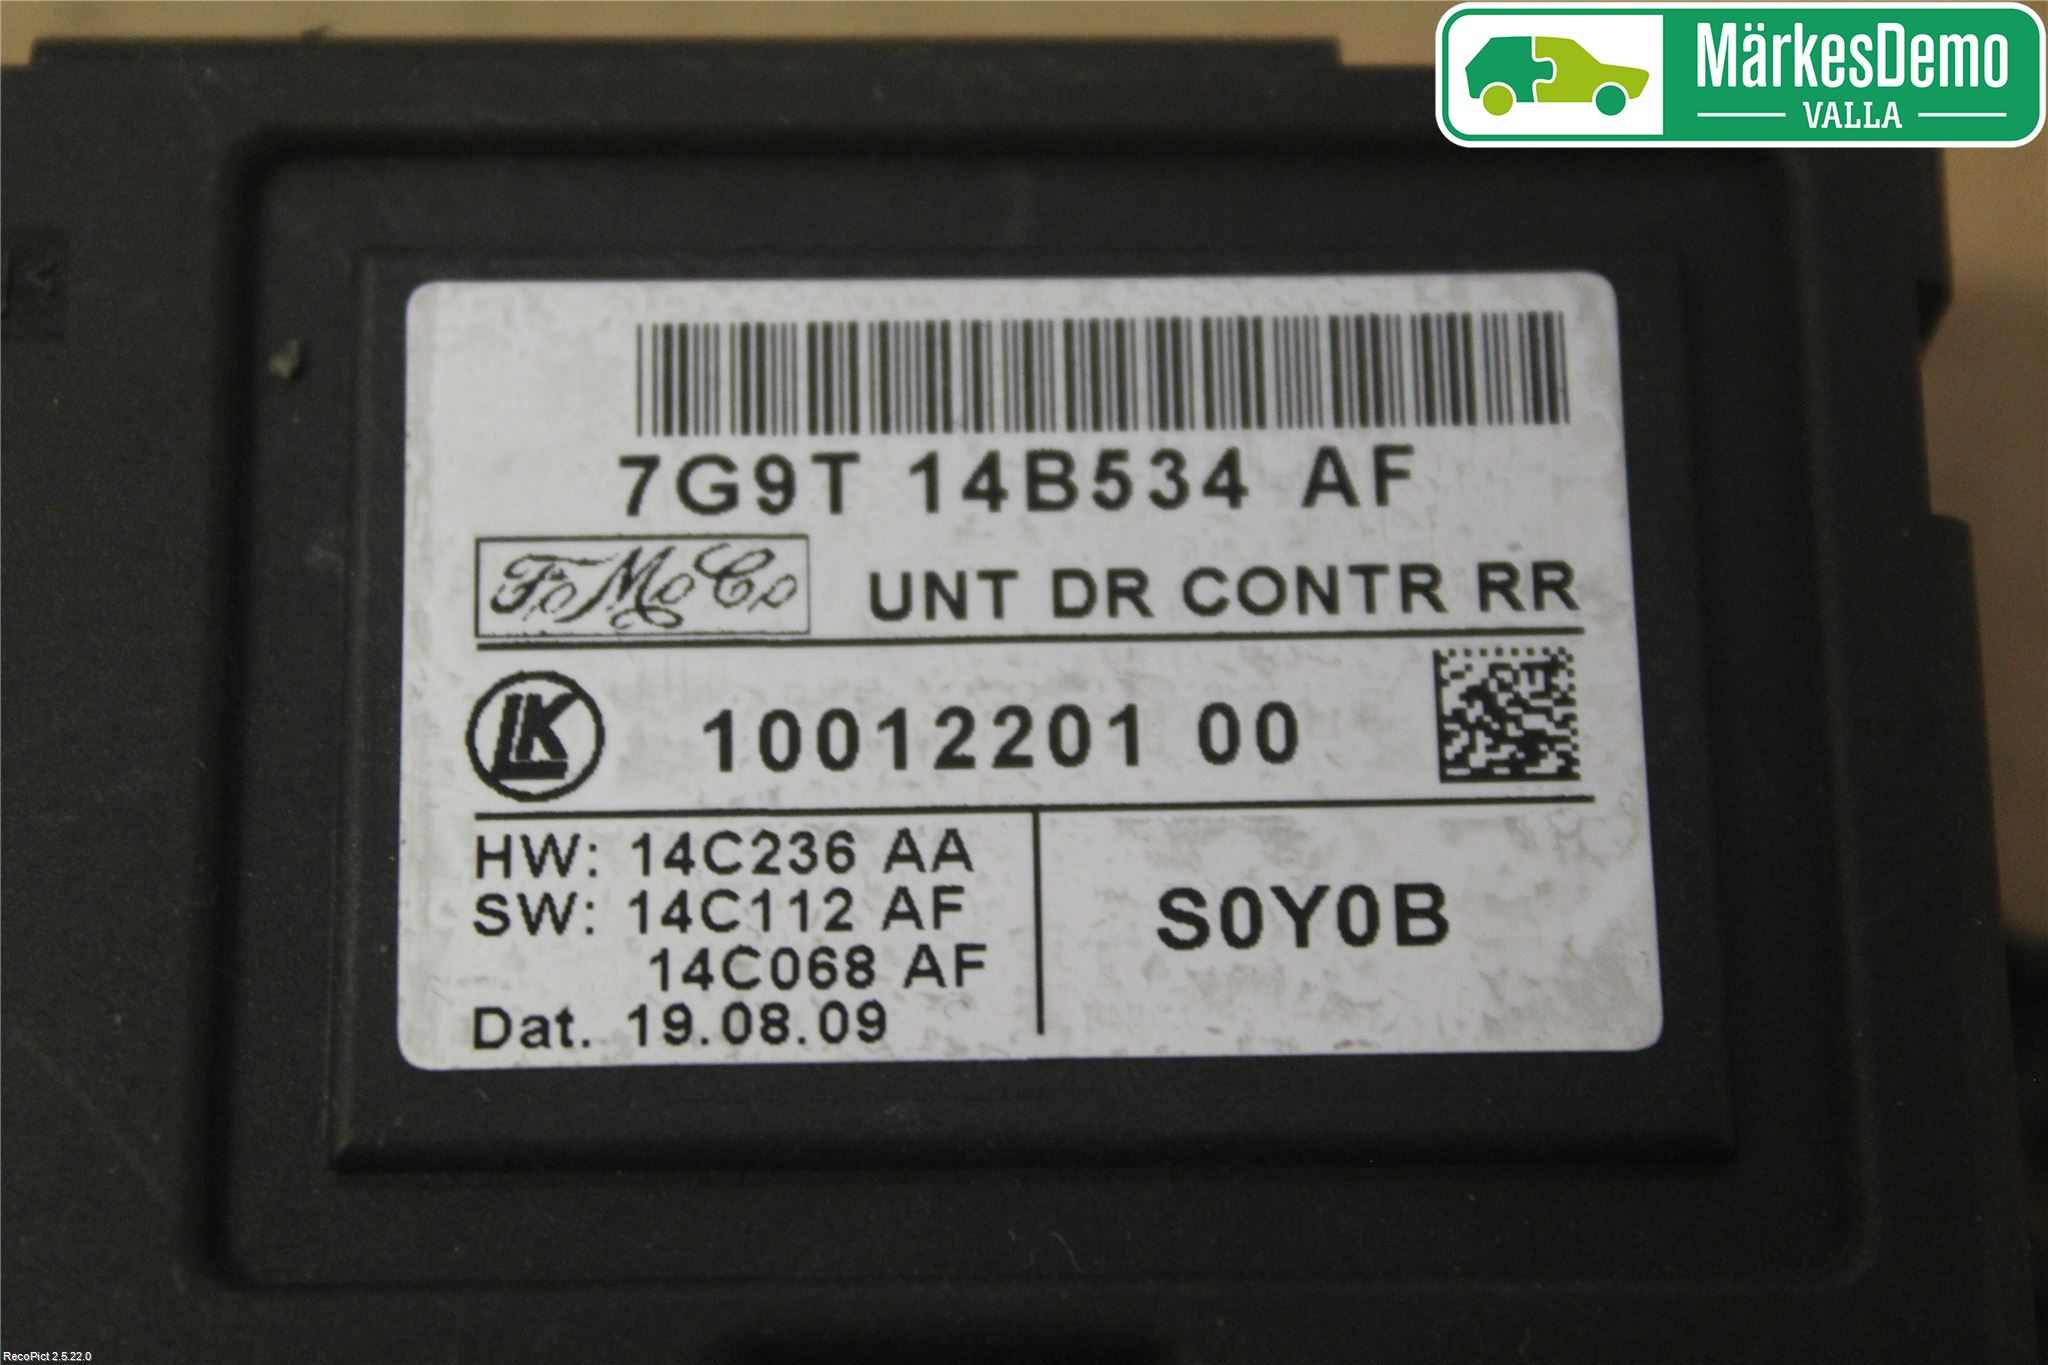 MärkesDemo
VALLA
7G9T 14B534 AF
FoMoCo
UNT DR CONTR RR
LK
10012201 00
HW: 14C236 AA
SW: 14C112 AF
14C068 AF
Dat. 19.08.09
S0Y0B
RecoPict 2.5.22.0